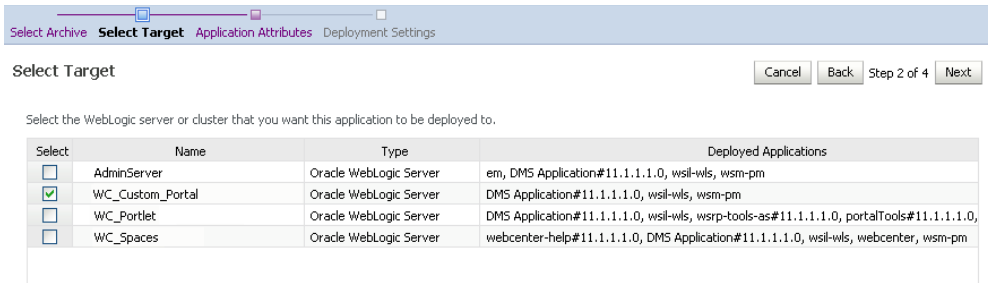 Select Archive Select Target Application Attributes Deployment Settings
Select Target
Cancel Back Step 2 of 4 Next
Select the WebLogic server or cluster that you want this application to be deployed to.
Select Name Type Deployed Applications
AdminServer Oracle WebLogic Server em, DMS Application#11.1.1.1.0, wsil-wls, wsm-pm
WC_Custom_Portal Oracle WebLogic Server DMS Application#11.1.1.1.0, wsil-wls, wsm-pm
WC_Portlet Oracle WebLogic Server DMS Application#11.1.1.1.0, wsil-wls, wsrp-tools-as#11.1.1.1.0, portalTools#11.1.1.1.0,
WC_Spaces Oracle WebLogic Server webcenter-help#11.1.1.1.0, DMS Application#11.1.1.1.0, wsil-wls, webcenter, wsm-pm